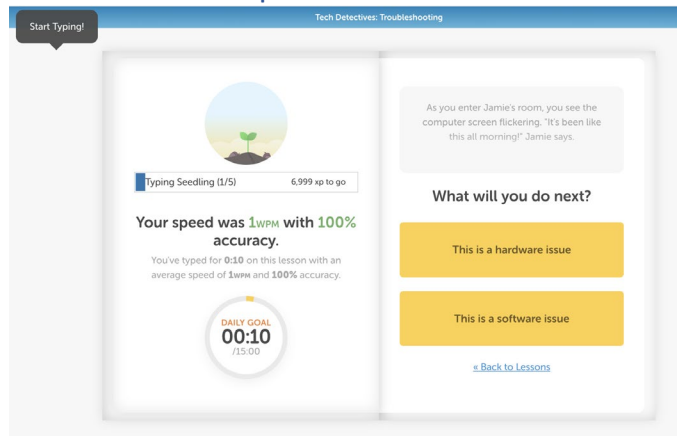 Tech Detectives: Troubleshooting
Start Typing!
Typing Seedling (1/5) 6,999 xp to go
Your speed was 1WPM with 100%
accuracy.
You've typed for 0:10 on this lesson with an
average speed of 1WPM and 100% accuracy.
DAILY GOAL
00:10
/15:00
As you enter Jamie's room, you see the
computer screen flickering. "It's been like
this all morning!" Jamie says.
What will you do next?
This is a hardware issue
This is a software issue
« Back to Lessons